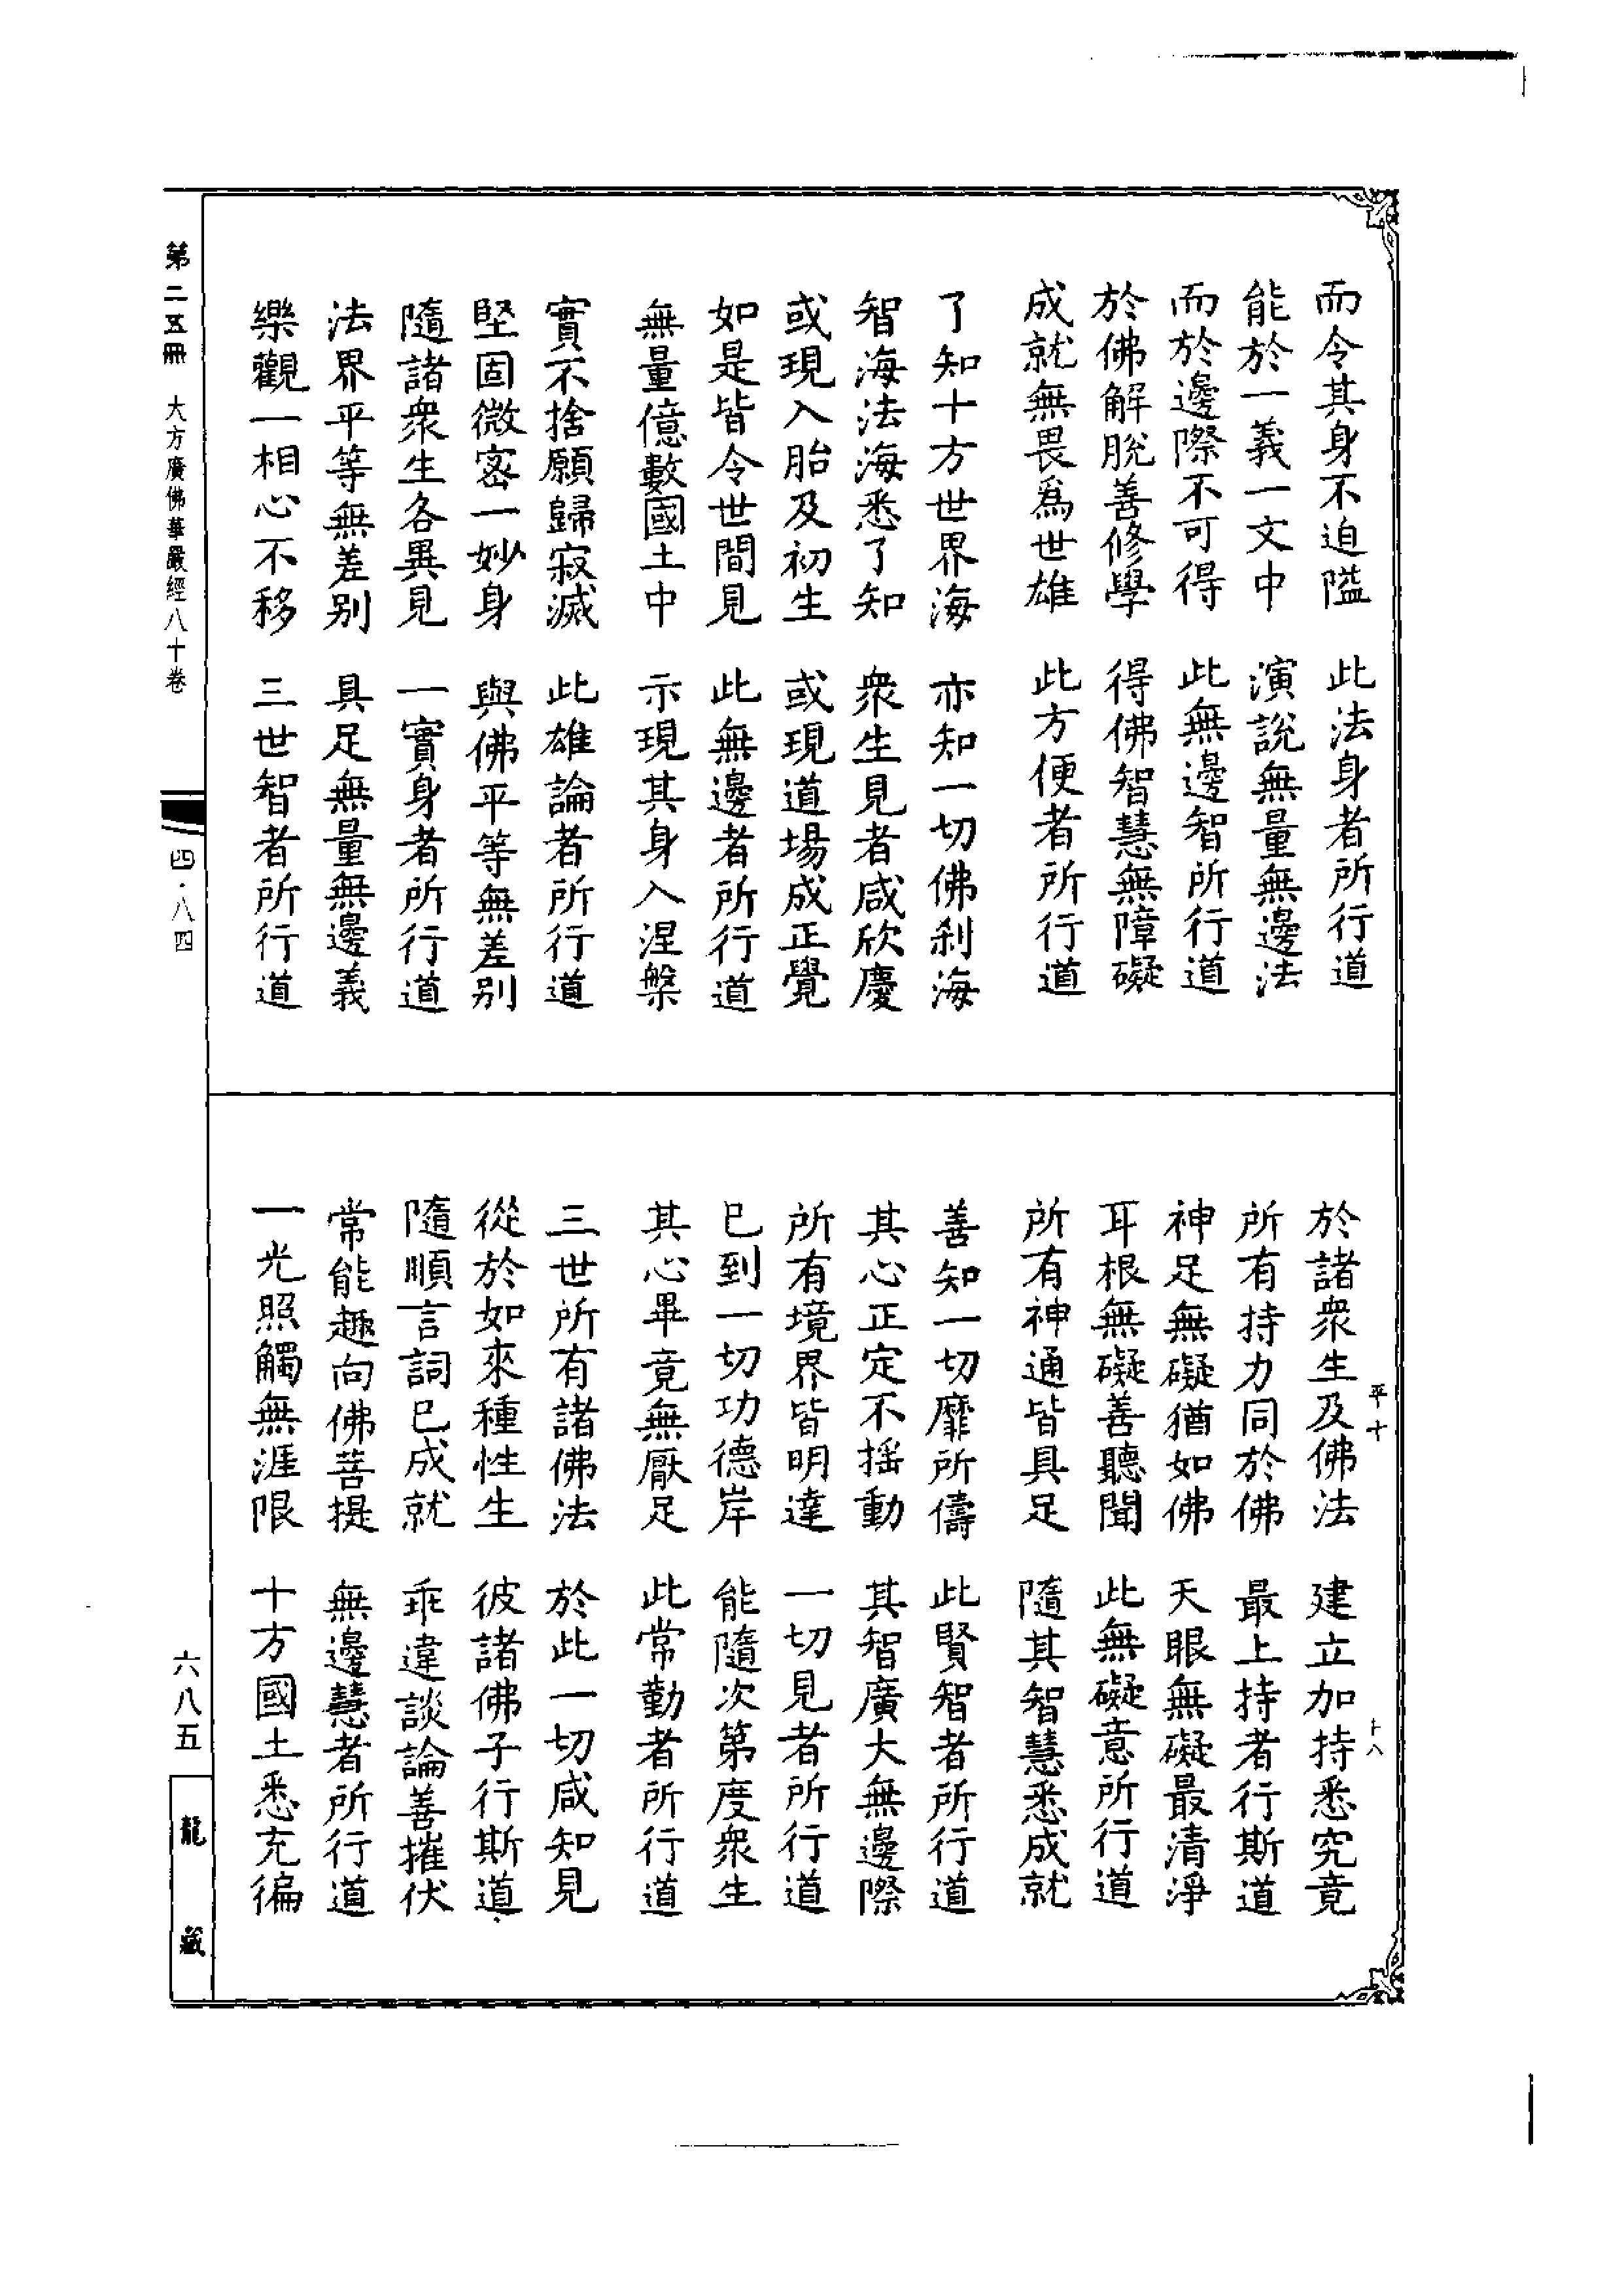 而令其身不迫隘　此法身者所行道
能於一義一文中　演說無量無邊法
而於邊際不可得　此無邊智所行道
於佛解脫善修學　得佛智慧無障礙
成就無畏爲世雄　此方便者所行道
了知十方世界海　亦知一切佛剎海
智海法海悉了知　衆生見者咸欣慶
或現入胎及初生　或現道場成正覺
如是皆令世間見　此無邊者所行道
無量億數國土中　示現其身入涅槃
實不捨願歸寂滅　此雄論者所行道
堅固微密一妙身　與佛平等無差別
隨諸衆生各異見　一實身者所行道
法界平等無差別　具足無量無邊義
樂觀一相心不移　三世智者所行道
於諸衆生及佛法　建立加持悉究竟
所有持力同於佛　最上持者行斯道
神足無礙猶如佛　天眼無礙最清淨
耳根無礙善聽聞　此無礙意所行道
所有神通皆具足　隨其智慧悉成就
善知一切靡所儔　此賢智者所行道
其心正定不摇動　其智廣大無邊際
所有境界皆明達　一切見者所行道
已到一切功德岸　能隨次第度衆生
其心畢竟無厭足　此常勤者所行道
三世所有諸佛法　於此一切咸知見
從於如來種性生　彼諸佛子行斯道
隨順言詞已成就　乖違談論善摧伏
常能趣向佛菩提　無邊慧者所行道
一光照觸無涯限　十方國土悉充徧
平十　十八
第二五冊　大方廣佛華嚴經八十卷
四·八四
六八五
龍藏